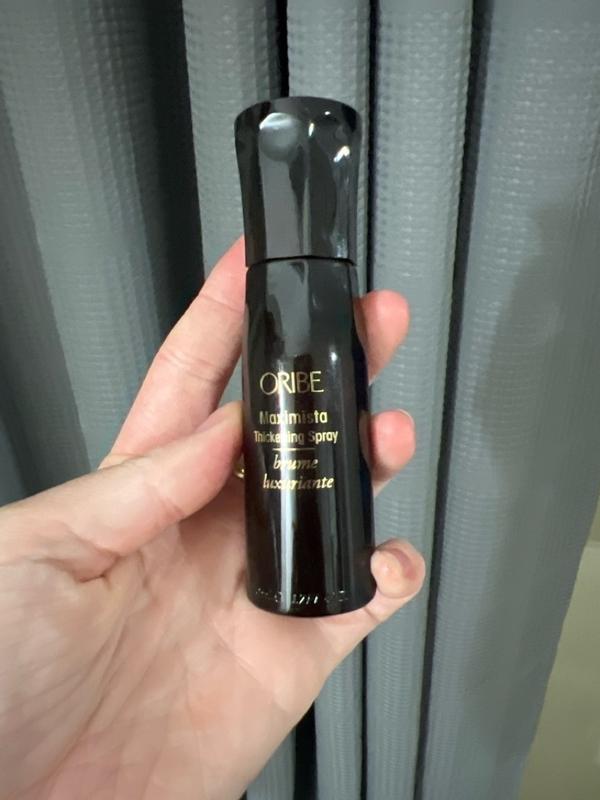 ORIBE
Maximista
Thickening Spray
brume
luxuriante